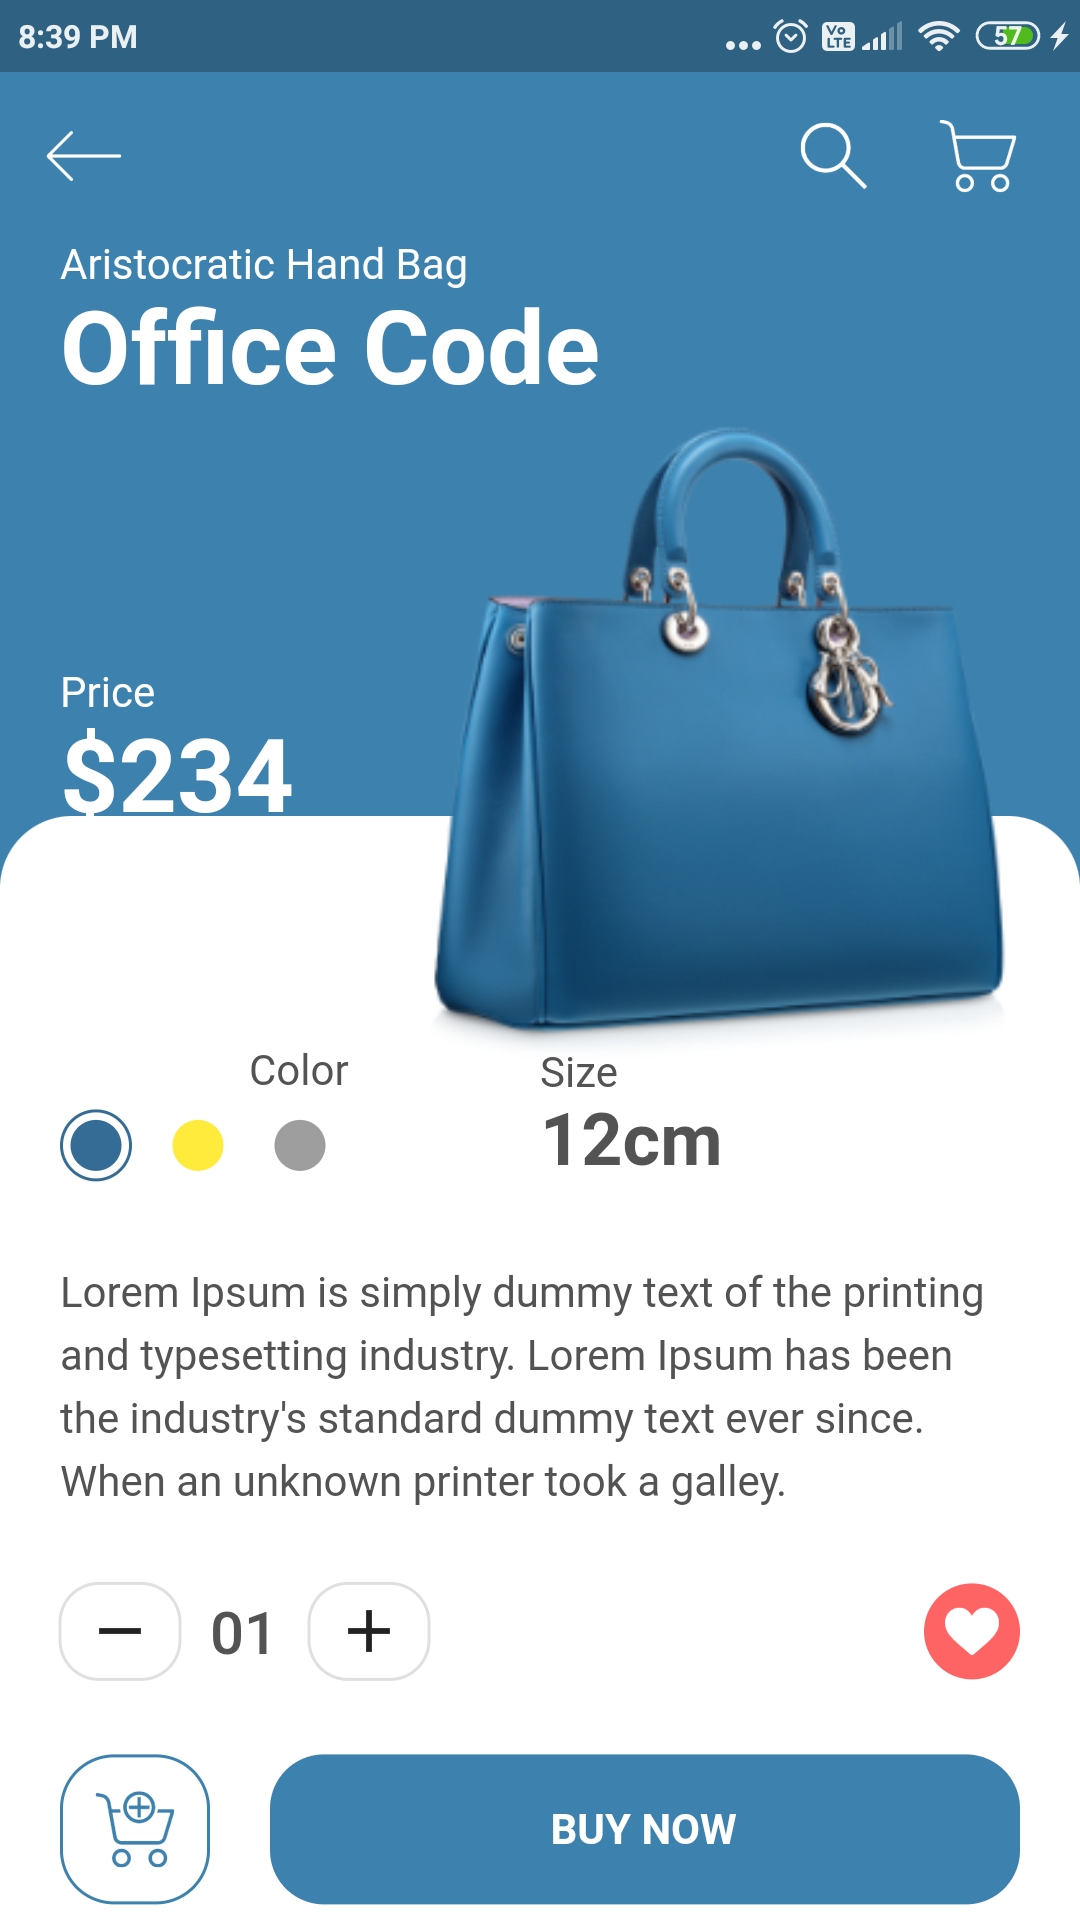 8:39 PM
Vo LTE
57
Aristocratic Hand Bag
Office Code
Price
$234
Color
Size
12cm
Lorem Ipsum is simply dummy text of the printing
and typesetting industry. Lorem Ipsum has been
the industry's standard dummy text ever since.
When an unknown printer took a galley.
01
BUY NOW